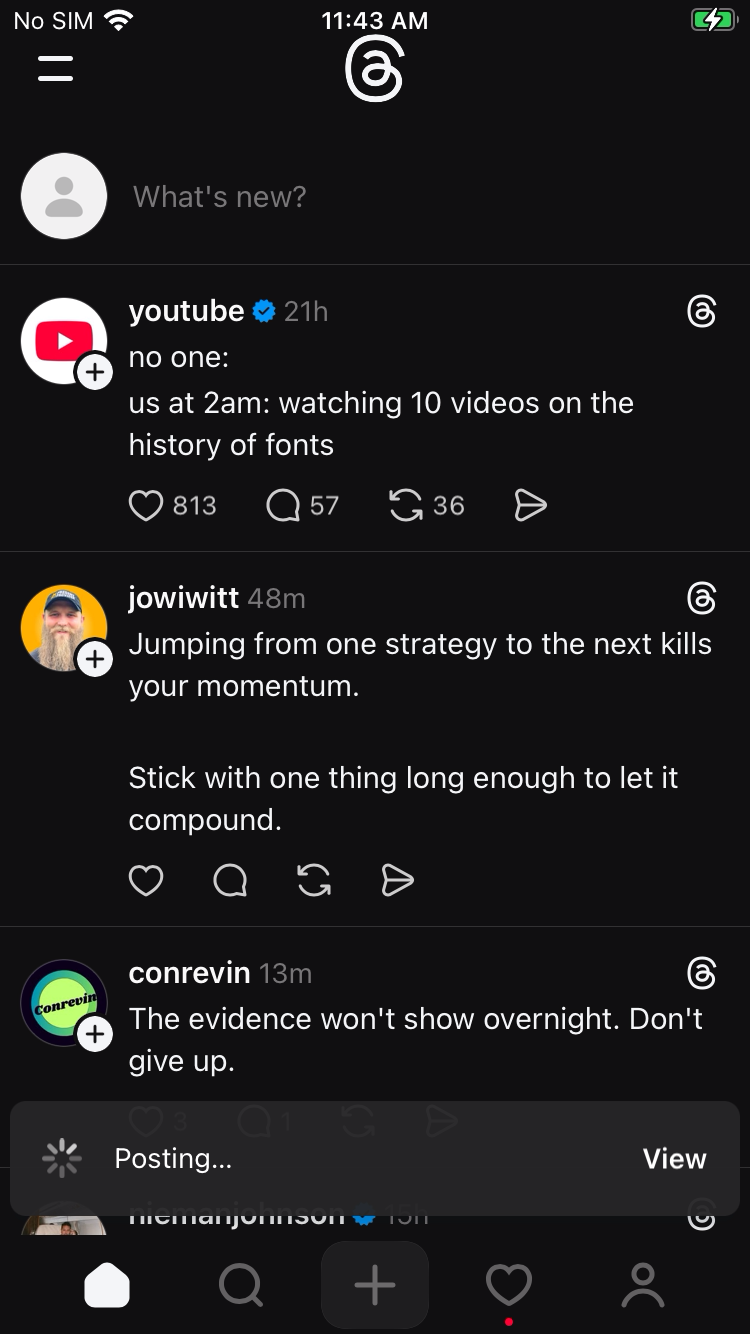 No SIM 11:43 AM
What's new?
youtube 21h
no one:
us at 2am: watching 10 videos on the
history of fonts
813 57 36
jowiwitt 48m
Jumping from one strategy to the next kills
your momentum.
Stick with one thing long enough to let it
compound.
conrevin 13m
Conrevin
The evidence won't show overnight. Don't
give up.
3 1
Posting... View
niemanjohnson 15h